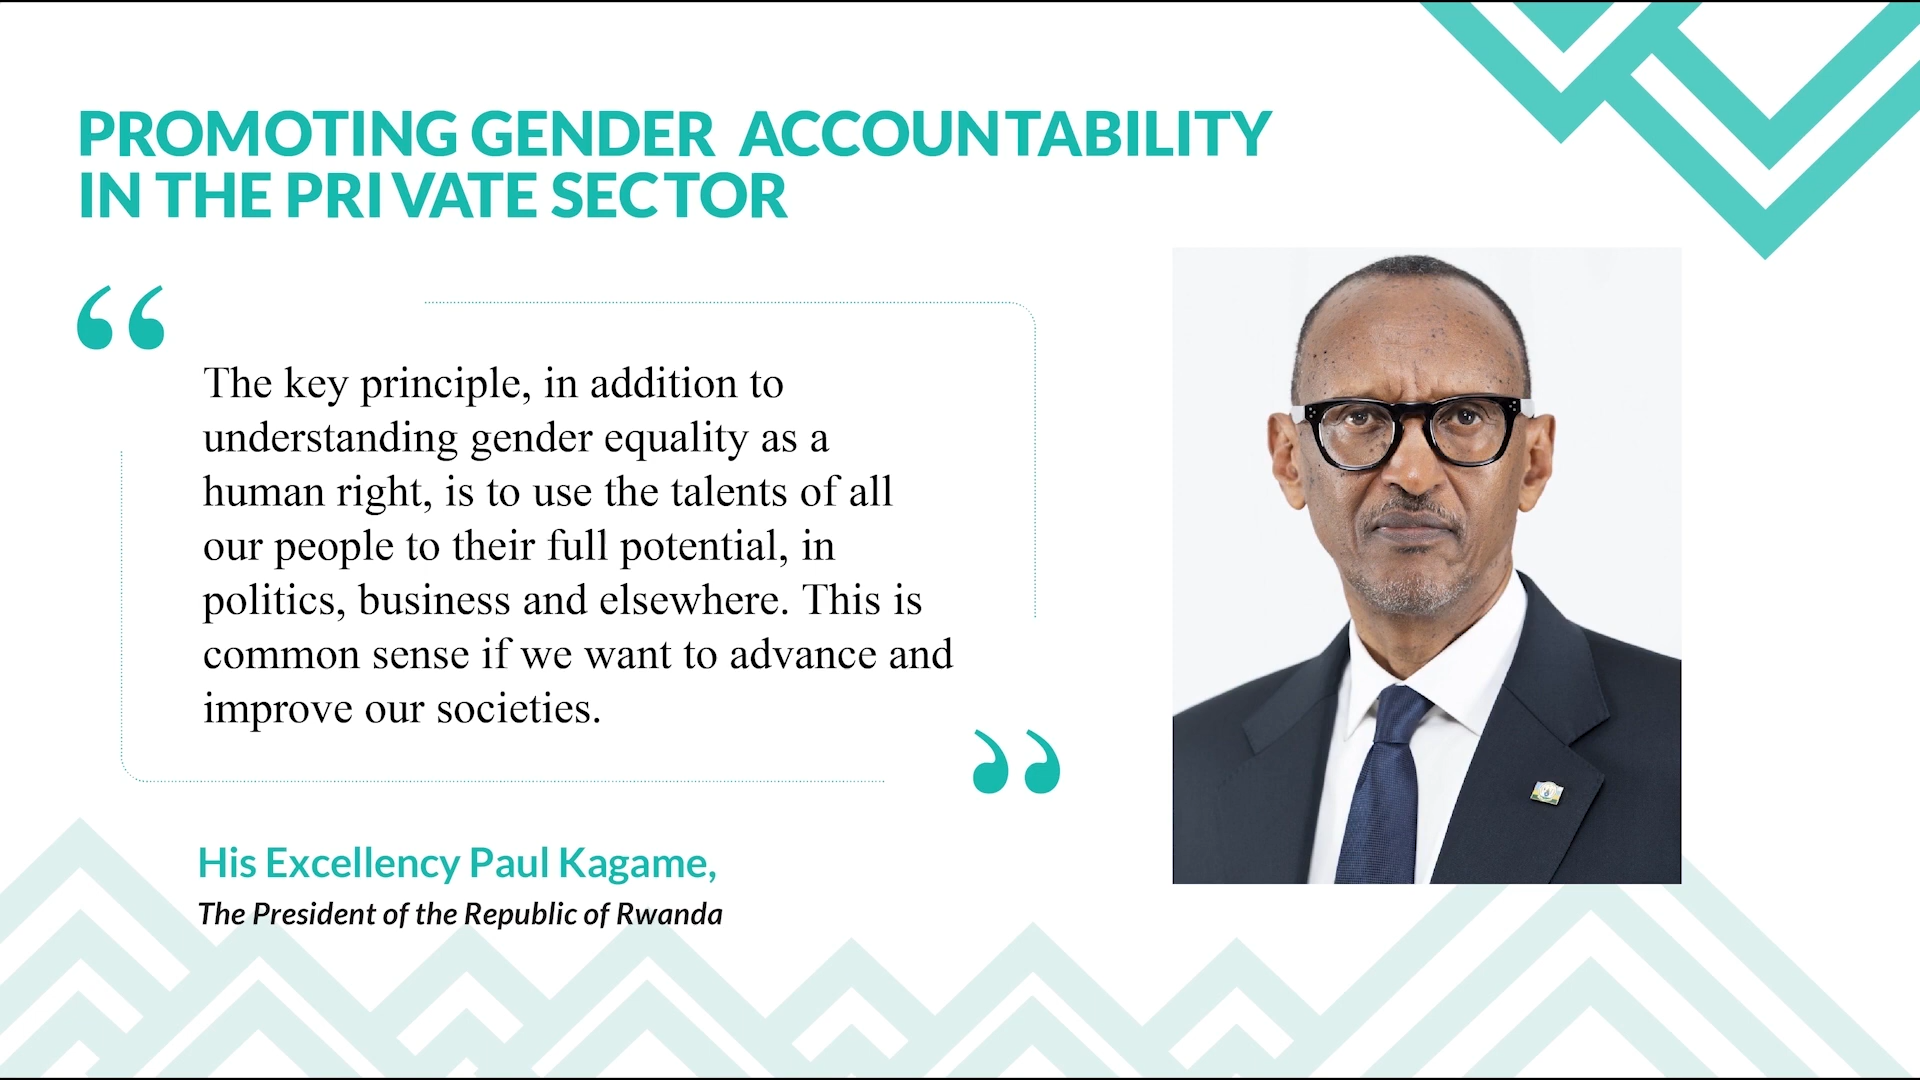 PROMOTING GENDER ACCOUNTABILITY
IN THE PRIVATE SECTOR
“
The key principle, in addition to
understanding gender equality as a
human right, is to use the talents of all
our people to their full potential, in
politics, business and elsewhere. This is
common sense if we want to advance and
improve our societies.
”
His Excellency Paul Kagame,
The President of the Republic of Rwanda